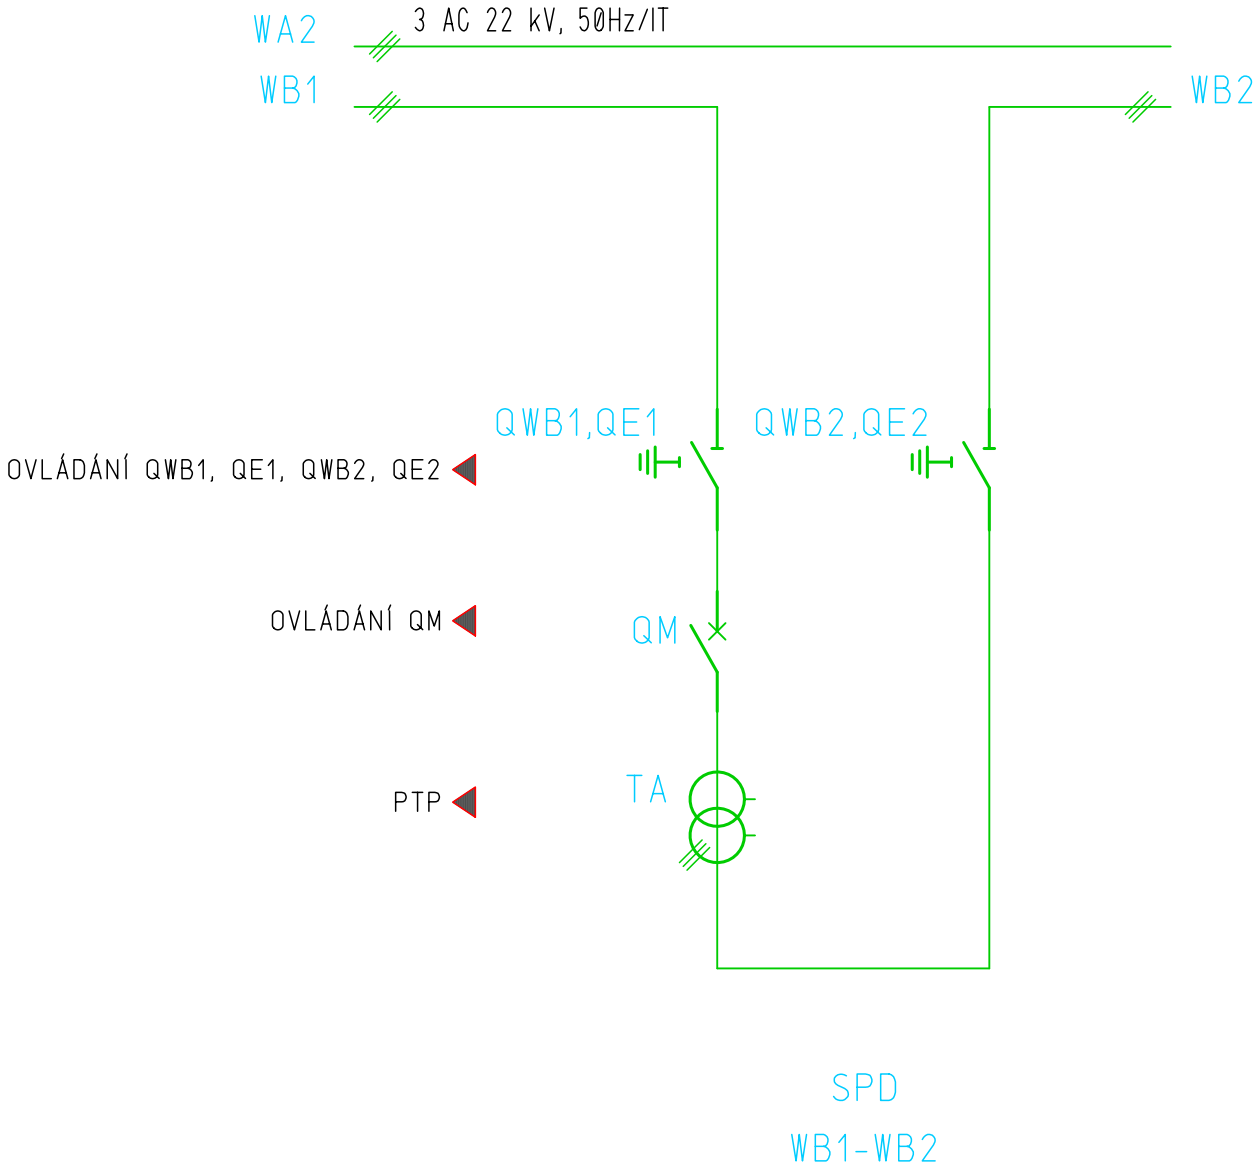 WA2 3 AC 22 kV, 50Hz/IT
WB1 WB2
QWB1,QE1 QWB2,QE2
OVLÁDÁNÍ QWB1, QE1, QWB2, QE2
OVLÁDÁNÍ QM QM
PTP TA
SPD
WB1-WB2